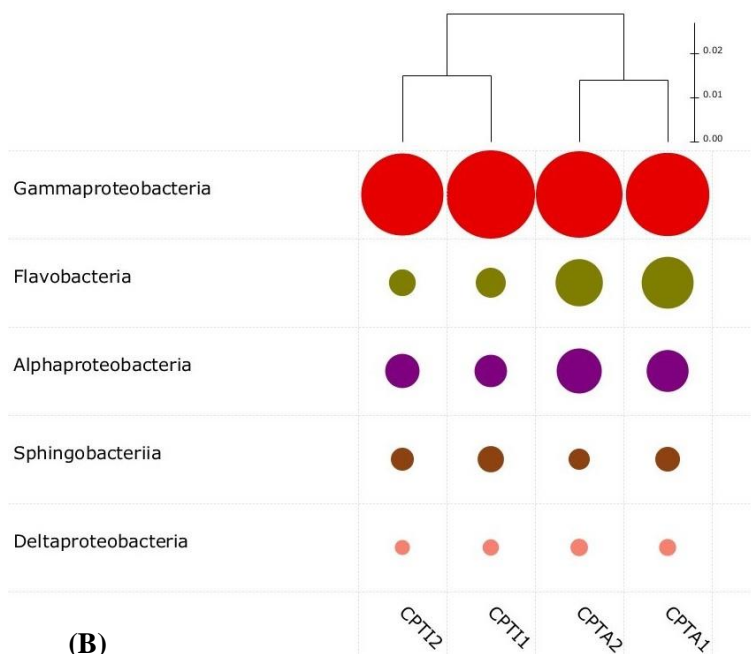 0.02
0.01
0.00
Gammaproteobacteria
Flavobacteria
Alphaproteobacteria
Sphingobacteriia
Deltaproteobacteria
CPTI2
CPTI1
CPTA2
CPTA1
(B)